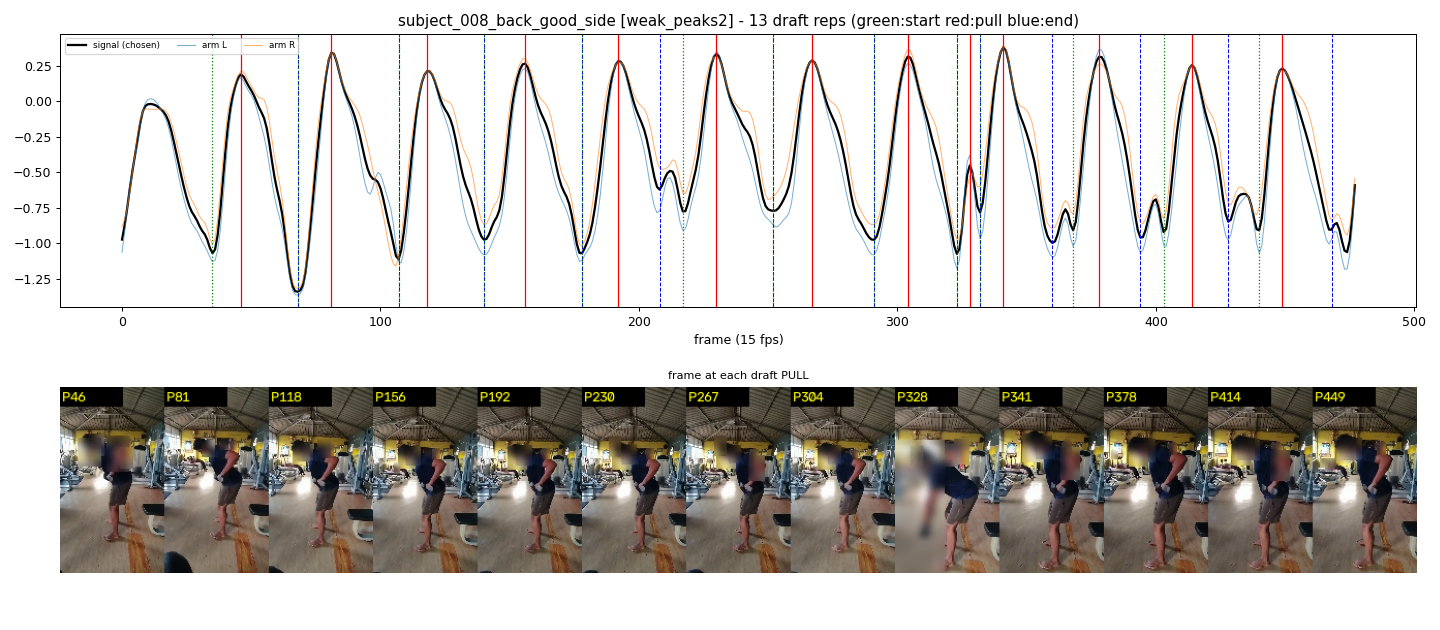 subject_008_back_good_side [weak_peaks2] - 13 draft reps (green:start red:pull blue:end)
signal (chosen) arm L arm R
0.25
0.00
−0.25
−0.50
−0.75
−1.00
−1.25
0 100 200 300 400 500
frame (15 fps)
frame at each draft PULL
P46 P81 P118 P156 P192 P230 P267 P304 P328 P341 P378 P414 P449